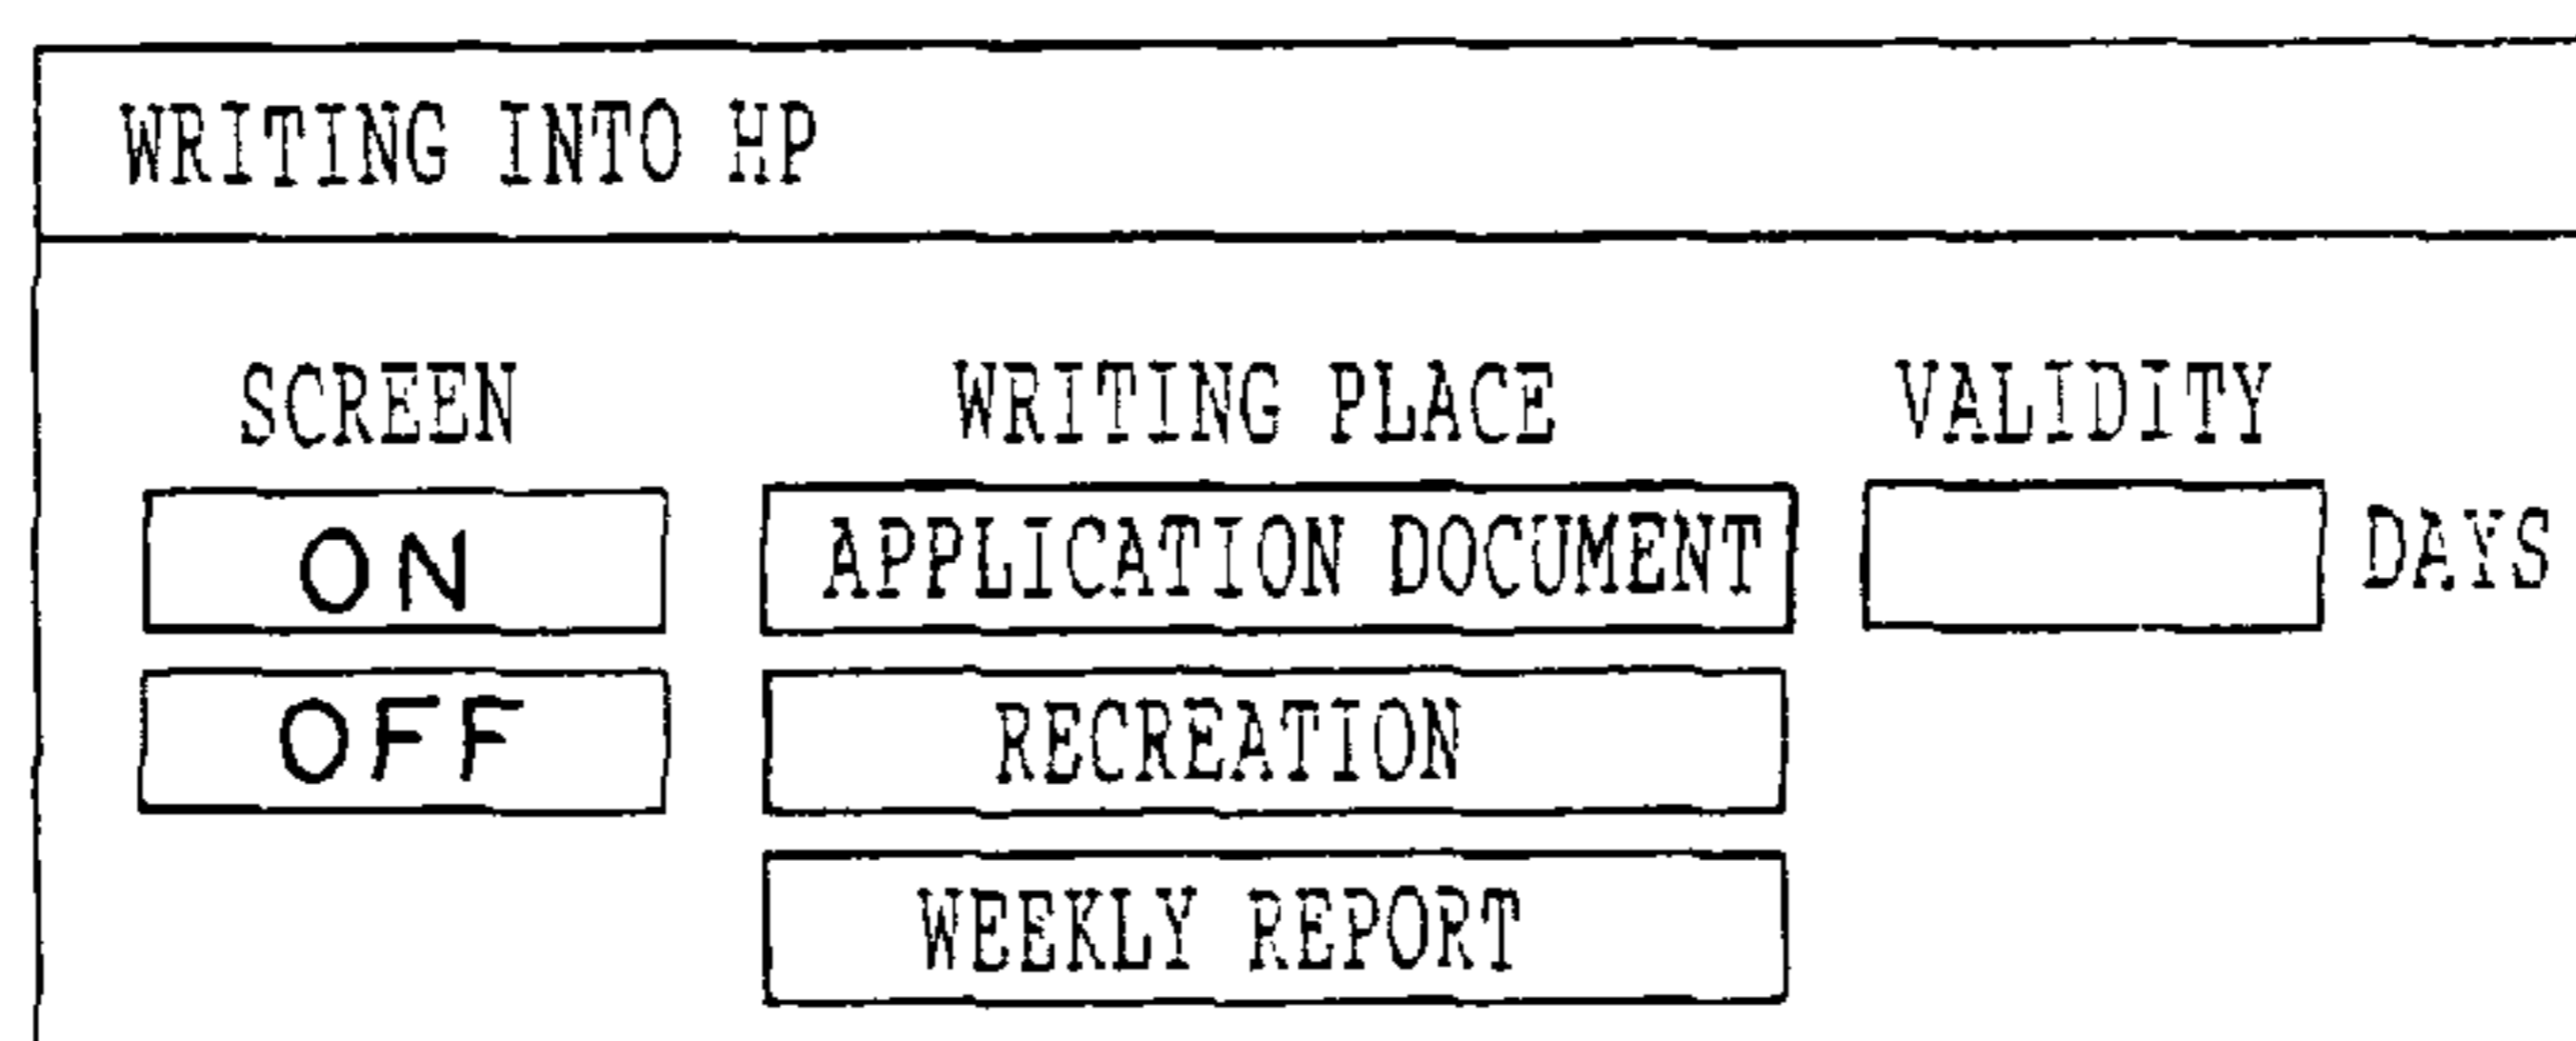 WRITING INTO HP
SCREEN WRITING PLACE VALIDITY
ON APPLICATION DOCUMENT DAYS
OFF RECREATION
WEEKLY REPORT